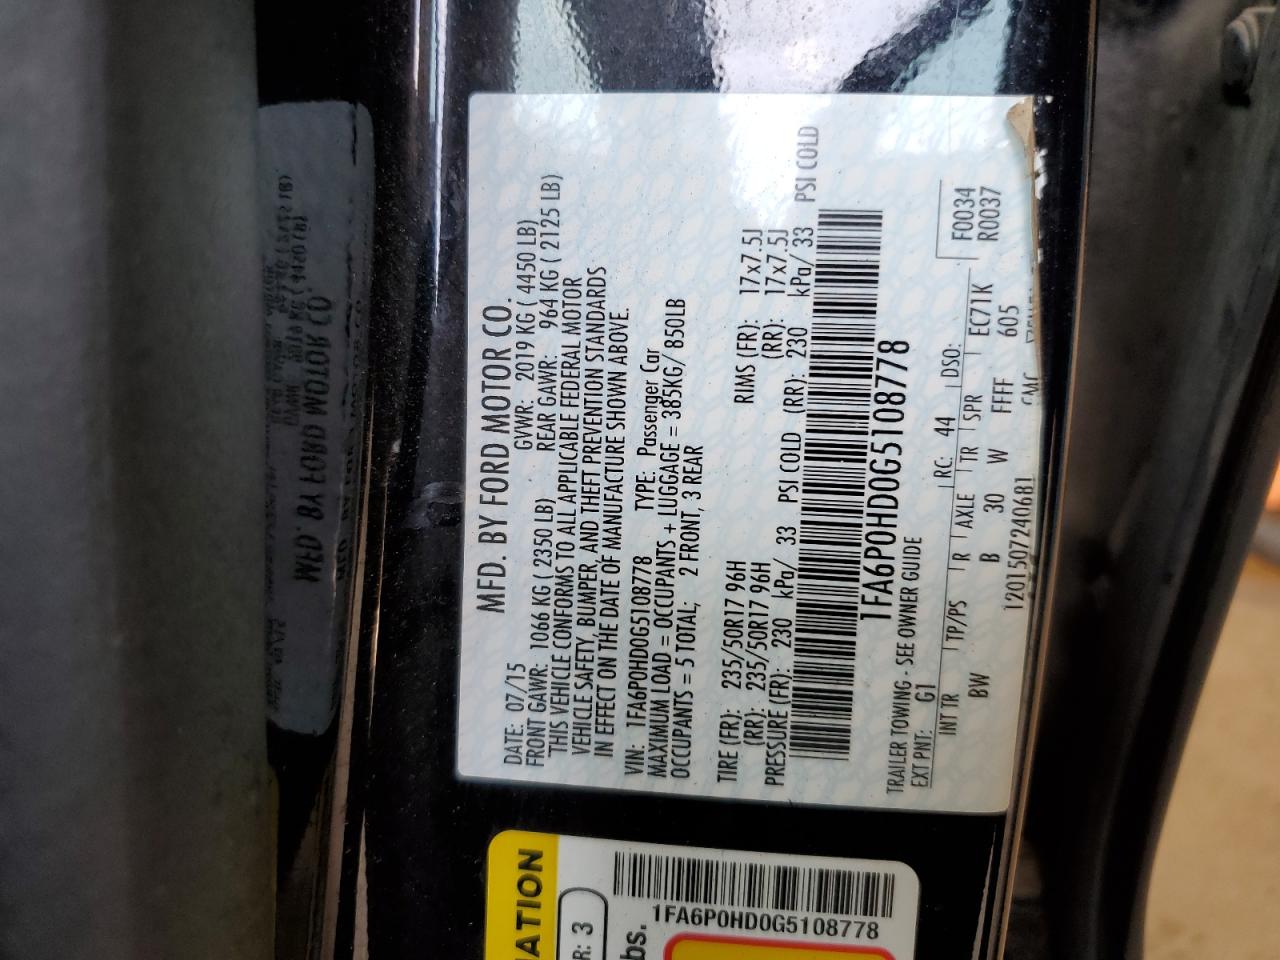 MFD. BY FORD MOTOR CO.
DATE: 07/15 GVWR: 2019 KG ( 4450 LB)
FRONT GAWR: 1066 KG ( 2350 LB) REAR GAWR: 964 KG ( 2125 LB)
THIS VEHICLE CONFORMS TO ALL APPLICABLE FEDERAL MOTOR
VEHICLE SAFETY, BUMPER, AND THEFT PREVENTION STANDARDS
IN EFFECT ON THE DATE OF MANUFACTURE SHOWN ABOVE.
VIN: 1FA6P0HD0G5108778 TYPE: Passenger Car
MAXIMUM LOAD = OCCUPANTS + LUGGAGE = 385KG/ 850LB
OCCUPANTS = 5 TOTAL, 2 FRONT, 3 REAR
TIRE (FR): 235/50R17 96H RIMS (FR): 17x7.5J
(RR): 235/50R17 96H (RR): 17x7.5J
PRESSURE (FR): 230 kPa/ 33 PSI COLD (RR): 230 kPa/ 33 PSI COLD
1FA6P0HD0G5108778
TRAILER TOWING - SEE OWNER GUIDE
EXT PNT: G1 RC: 44 DSO: F0034
R0037
INT TR TP/PS R AXLE TR SPR EC71K
BW B 30 W FFF 605
1201507240681
ATION
R: 3
bs.
1FA6P0HD0G5108778